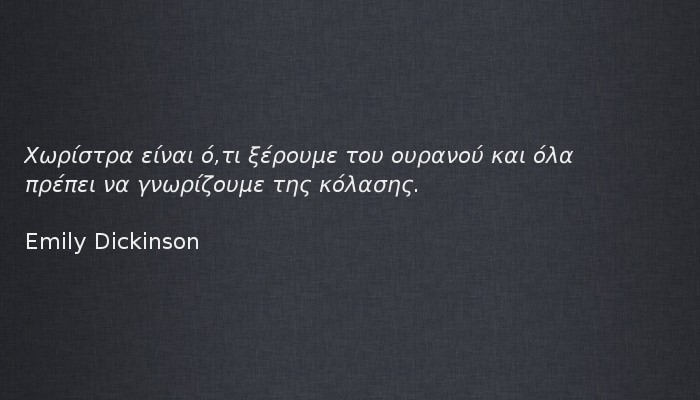 Χωρίστρα είναι ό,τι ξέρουμε του ουρανού και όλα
πρέπει να γνωρίζουμε της κόλασης.
Emily Dickinson